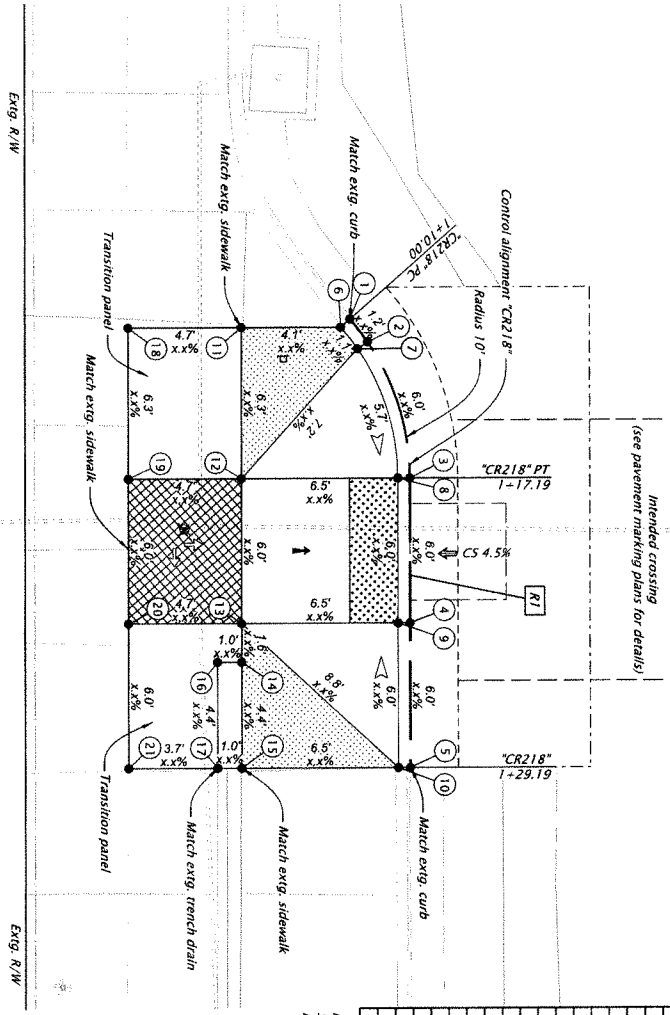 Extg. R/W
Extg. R/W
Match extg. sidewalk
Transition panel
Match extg. sidewalk
Match extg. curb
Control alignment "CR218"
Radius 10'
"CR218" PC
1+10.00
Intended crossing
(see pavement marking plans for details)
"CR218" PT
1+17.19
CS 4.5%
R1
"CR218"
1+29.19
Match extg. curb
Match extg. sidewalk
Match extg. trench drain
Transition panel
1
2
3
4
5
6
7
8
9
10
11
12
13
14
15
16
17
18
19
20
21
1.2'
x.x%
1.1'
x.x%
4.1'
x.x%
4.7'
x.x%
6.3'
x.x%
6.3'
x.x%
7.2'
x.x%
5.7'
x.x%
6.0'
x.x%
6.5'
x.x%
4.7'
x.x%
6.0'
x.x%
6.0'
x.x%
6.0'
x.x%
6.0'
x.x%
6.5'
x.x%
4.7'
x.x%
1.6'
x.x%
1.0'
x.x%
4.4'
x.x%
4.4'
x.x%
8.8'
x.x%
6.0'
x.x%
6.0'
x.x%
6.5'
x.x%
1.0'
x.x%
3.7'
x.x%
6.0'
x.x%